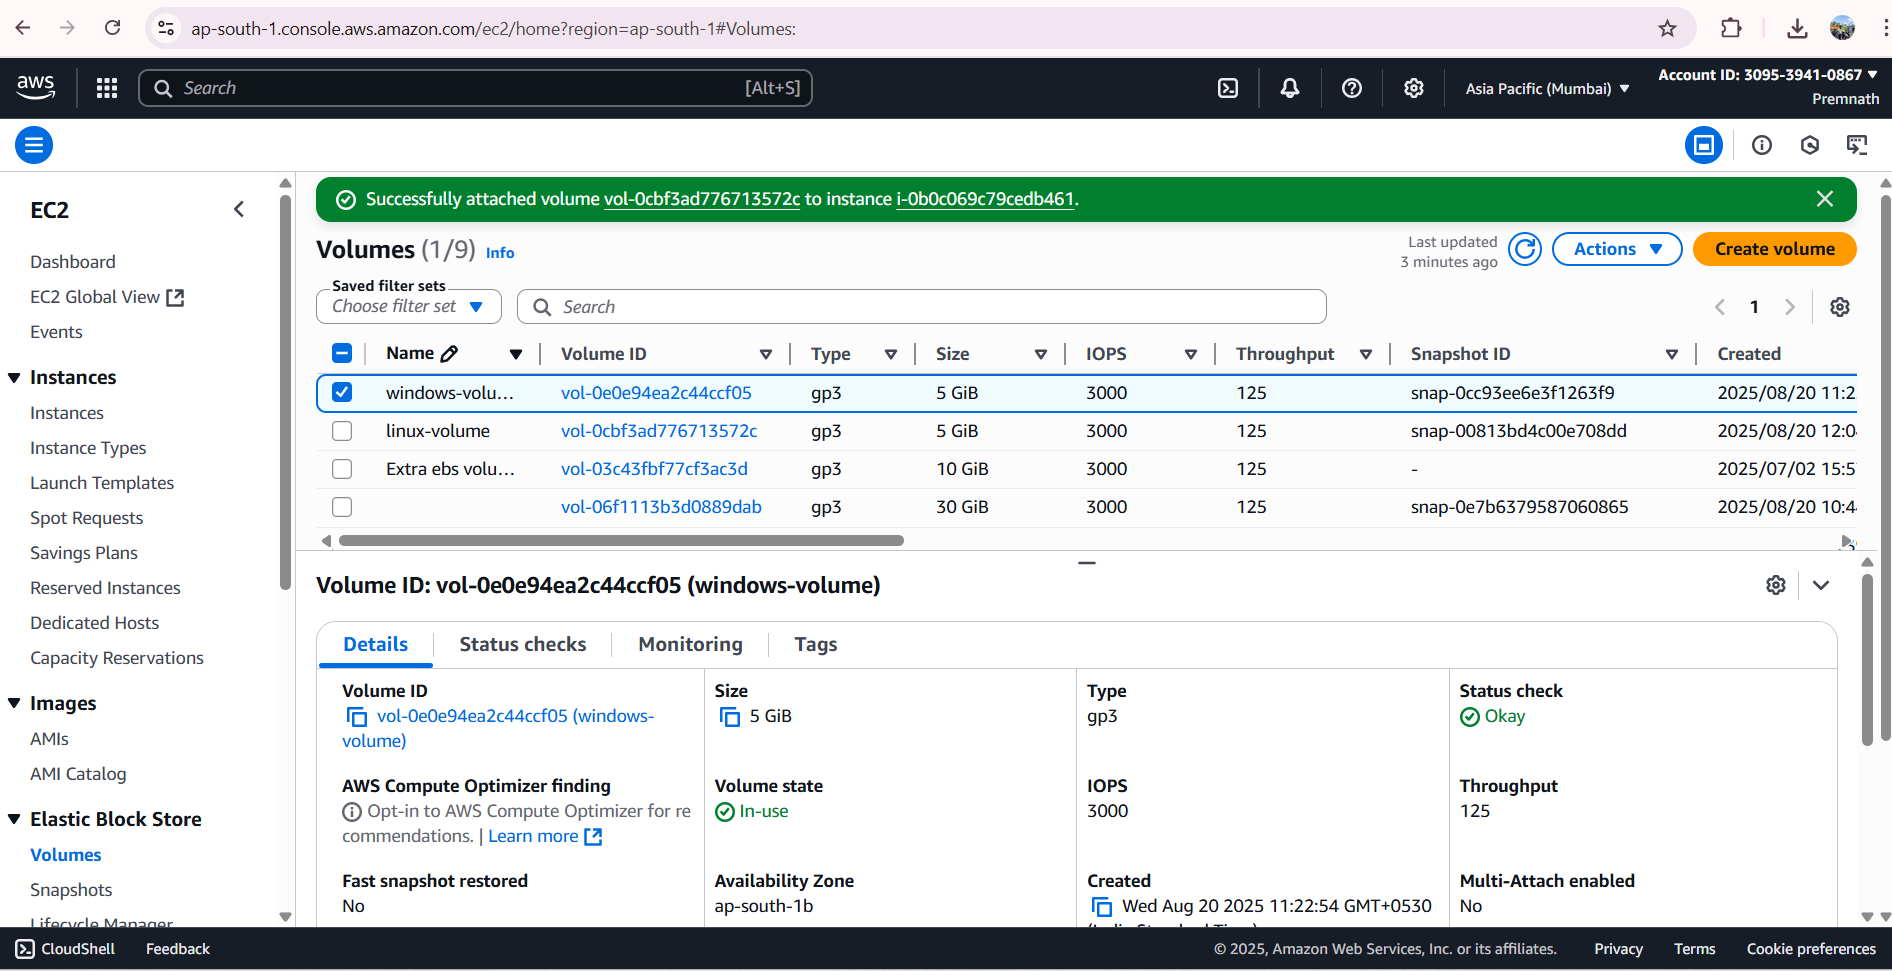 ap-south-1.console.aws.amazon.com/ec2/home?region=ap-south-1#Volumes:
aws
Search [Alt+S]
Asia Pacific (Mumbai)
Account ID: 3095-3941-0867
Premnath
EC2
Dashboard
EC2 Global View
Events
Instances
Instances
Instance Types
Launch Templates
Spot Requests
Savings Plans
Reserved Instances
Dedicated Hosts
Capacity Reservations
Images
AMIs
AMI Catalog
Elastic Block Store
Volumes
Snapshots
Lifecycle Manager
Successfully attached volume vol-0cbf3ad776713572c to instance i-0b0c069c79cedb461.
Volumes (1/9) Info
Last updated
3 minutes ago
Actions
Create volume
Saved filter sets
Choose filter set
Search
1
Name Volume ID Type Size IOPS Throughput Snapshot ID Created
windows-volu... vol-0e0e94ea2c44ccf05 gp3 5 GiB 3000 125 snap-0cc93ee6e3f1263f9 2025/08/20 11:2
linux-volume vol-0cbf3ad776713572c gp3 5 GiB 3000 125 snap-00813bd4c00e708dd 2025/08/20 12:0
Extra ebs volu... vol-03c43fbf77cf3ac3d gp3 10 GiB 3000 125 - 2025/07/02 15:5
vol-06f1113b3d0889dab gp3 30 GiB 3000 125 snap-0e7b6379587060865 2025/08/20 10:4
Volume ID: vol-0e0e94ea2c44ccf05 (windows-volume)
Details Status checks Monitoring Tags
Volume ID
vol-0e0e94ea2c44ccf05 (windows-
volume)
Size
5 GiB
Type
gp3
Status check
Okay
AWS Compute Optimizer finding
Opt-in to AWS Compute Optimizer for re
commendations. | Learn more
Volume state
In-use
IOPS
3000
Throughput
125
Fast snapshot restored
No
Availability Zone
ap-south-1b
Created
Wed Aug 20 2025 11:22:54 GMT+0530
Multi-Attach enabled
No
CloudShell Feedback
© 2025, Amazon Web Services, Inc. or its affiliates. Privacy Terms Cookie preferences